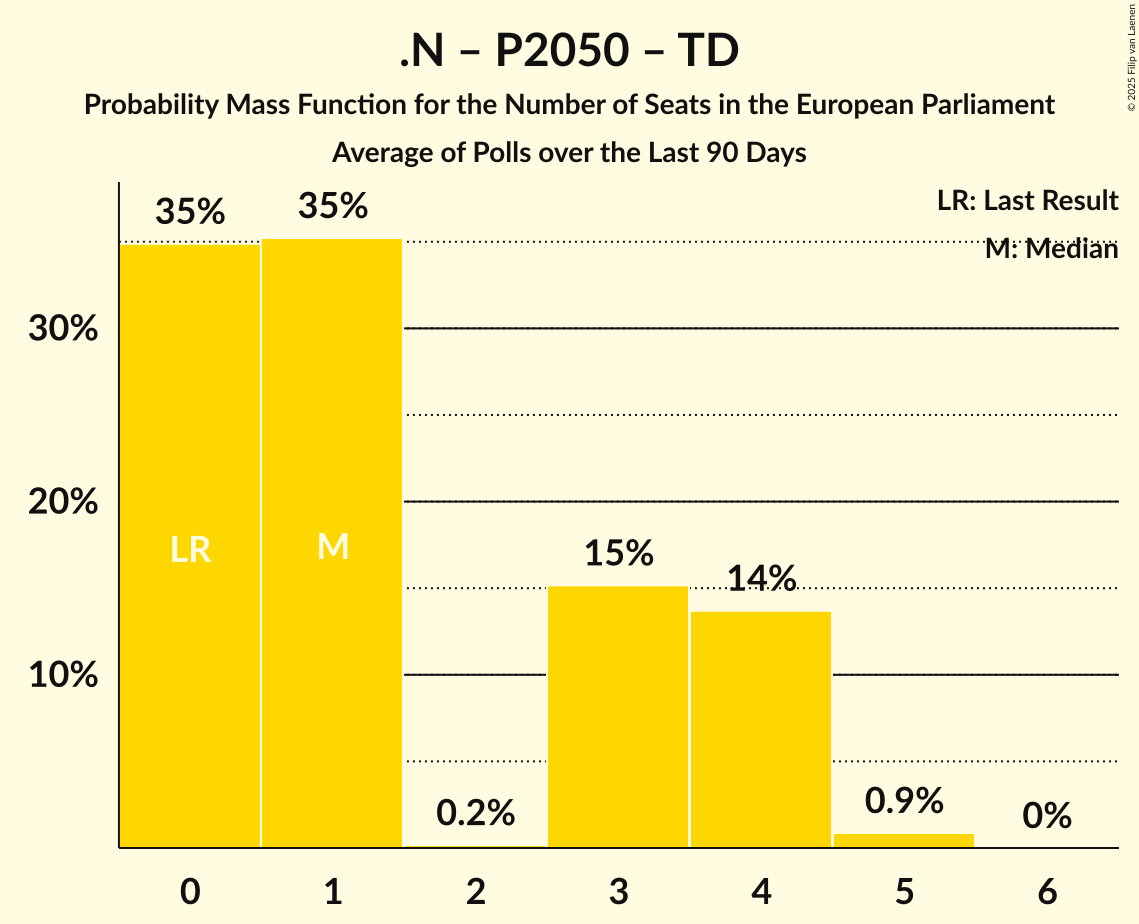 .N – P2050 – TD
Probability Mass Function for the Number of Seats in the European Parliament
Average of Polls over the Last 90 Days
© 2025 Filip van Laenen
LR: Last Result
M: Median
35%
35%
30%
20%
10%
LR
M
0.2%
15%
14%
0.9%
0%
0
1
2
3
4
5
6